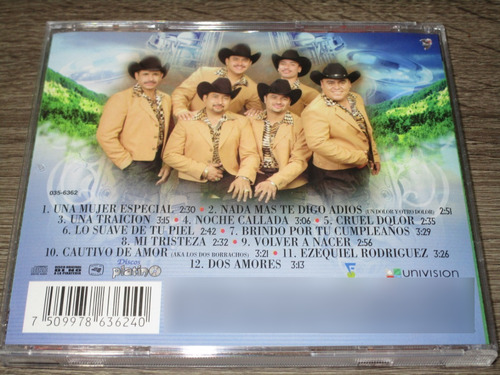 035-6362
1. UNA MUJER ESPECIAL 2:30 • 2. NADA MAS TE DIGO ADIOS (UN DOLOR Y OTRO DOLOR) 2:51
3. UNA TRAICION 3:15 • 4. NOCHE CALLADA 3:06 • 5. CRUEL DOLOR 2:35
6. LO SUAVE DE TU PIEL 2:42 • 7. BRINDO POR TU CUMPLEAÑOS 3:29
8. MI TRISTEZA 2:32 • 9. VOLVER A NACER 2:56
10. CAUTIVO DE AMOR (AKA LOS DOS BORRACHOS) 3:21 • 11. EZEQUIEL RODRIGUEZ 3:26
12. DOS AMORES 3:13
Discos platino
univision
7 509978 636240